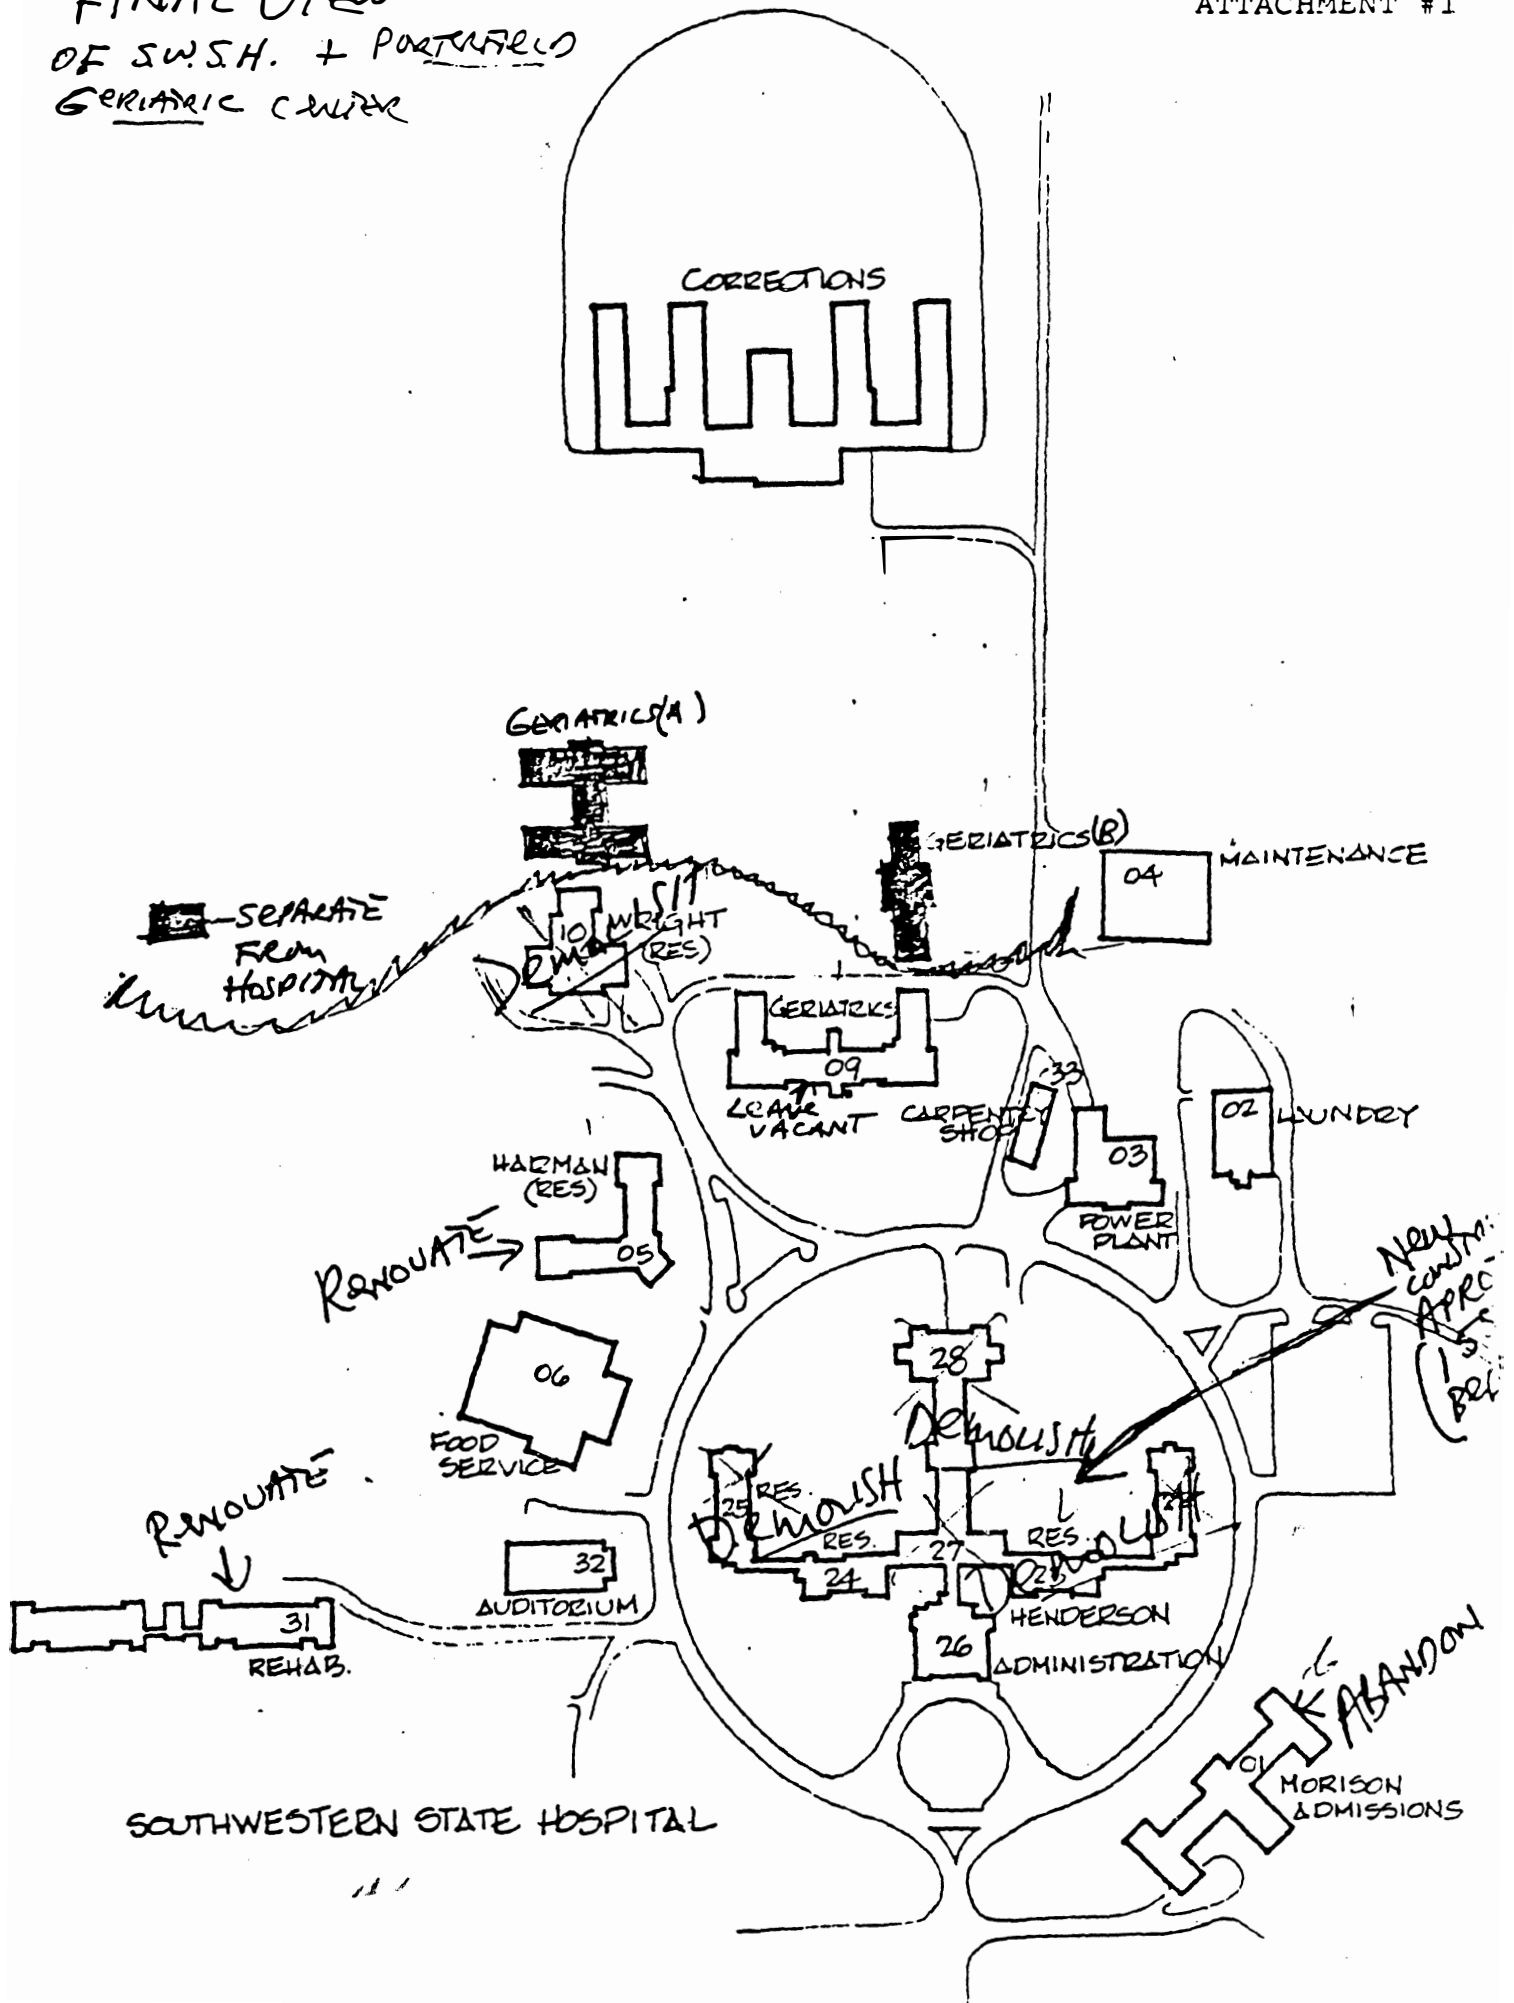 FINAL VIEW
OF S.W.S.H. + PORTERFIELD
GERIATRIC CENTER
ATTACHMENT #1
CORRECTIONS
GERIATRICS(A)
GERIATRICS(B)
MAINTENANCE
04
SEPARATE
FROM
HOSPITAL
10
WRIGHT
(RES)
GERIATRICS
09
LEAVE
VACANT
33
CARPENTRY
SHOP
03
POWER
PLANT
02
LAUNDRY
HARMAN
(RES)
05
RENOVATE
NEW
06
FOOD
SERVICE
28
DEMOLISH
25
RES.
DEMOLISH
RES.
24
27
RES.
DEMOLISH
23
HENDERSON
26
ADMINISTRATION
RENOVATE
32
AUDITORIUM
31
REHAB.
ABANDON
01
MORISON
ADMISSIONS
SOUTHWESTERN STATE HOSPITAL